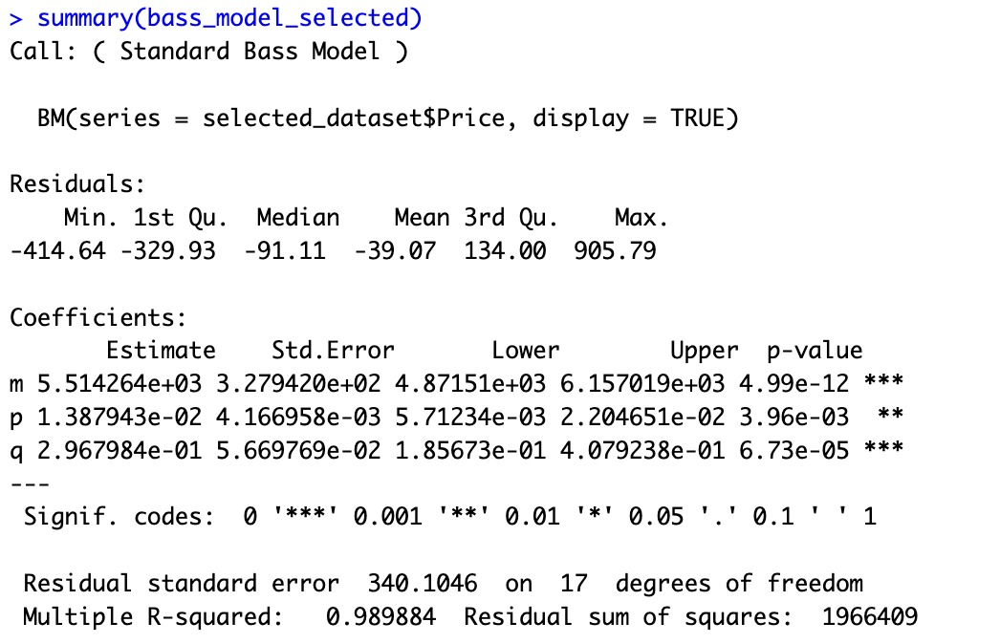 > summary(bass_model_selected)
Call: ( Standard Bass Model )
BM(series = selected_dataset$Price, display = TRUE)
Residuals:
Min. 1st Qu. Median Mean 3rd Qu. Max.
-414.64 -329.93 -91.11 -39.07 134.00 905.79
Coefficients:
Estimate Std.Error Lower Upper p-value
m 5.514264e+03 3.279420e+02 4.87151e+03 6.157019e+03 4.99e-12 ***
p 1.387943e-02 4.166958e-03 5.71234e-03 2.204651e-02 3.96e-03 **
q 2.967984e-01 5.669769e-02 1.85673e-01 4.079238e-01 6.73e-05 ***
---
Signif. codes: 0 '***' 0.001 '**' 0.01 '*' 0.05 '.' 0.1 ' ' 1
Residual standard error 340.1046 on 17 degrees of freedom
Multiple R-squared: 0.989884 Residual sum of squares: 1966409